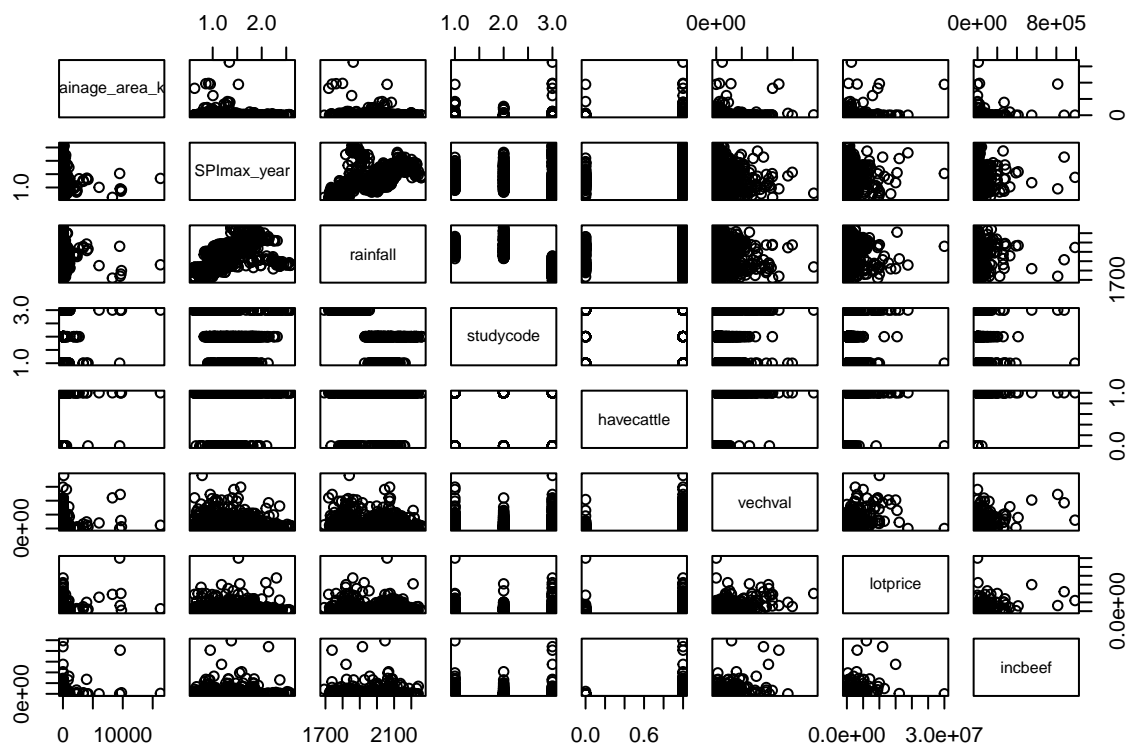 1.0 2.0
1.0 2.0 3.0
0e+00
0e+00 8e+05
ainage_area_k
0
1.0
SPImax_year
rainfall
1700
1.0 3.0
studycode
havecattle
0.0 1.0
0e+00
vechval
lotprice
0.0e+00
0e+00
incbeef
0 10000
1700 2100
0.0 0.6
0.0e+00 3.0e+07